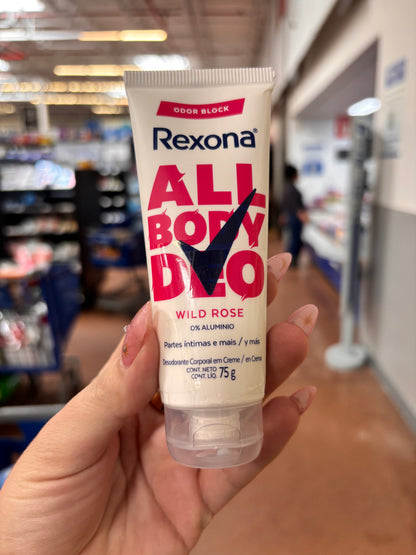 ODOR BLOCK
Rexona®
ALL
BODY
DEO
WILD ROSE
0% ALUMINIO
Partes íntimas e mais / y más
Desodorante Corporal em Creme / en Crema
CONT. NETO
CONT. LÍQ. 75 g